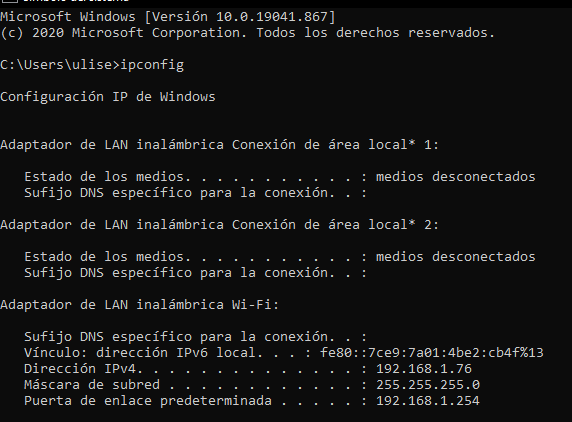 Microsoft Windows [Versión 10.0.19041.867]
(c) 2020 Microsoft Corporation. Todos los derechos reservados.
C:\Users\ulise>ipconfig
Configuración IP de Windows
Adaptador de LAN inalámbrica Conexión de área local* 1:
Estado de los medios. . . . . . . . . . . : medios desconectados
Sufijo DNS específico para la conexión. . :
Adaptador de LAN inalámbrica Conexión de área local* 2:
Estado de los medios. . . . . . . . . . . : medios desconectados
Sufijo DNS específico para la conexión. . :
Adaptador de LAN inalámbrica Wi-Fi:
Sufijo DNS específico para la conexión. . :
Vínculo: dirección IPv6 local. . . : fe80::7ce9:7a01:4be2:cb4f%13
Dirección IPv4. . . . . . . . . . . . . . : 192.168.1.76
Máscara de subred . . . . . . . . . . . . : 255.255.255.0
Puerta de enlace predeterminada . . . . . : 192.168.1.254